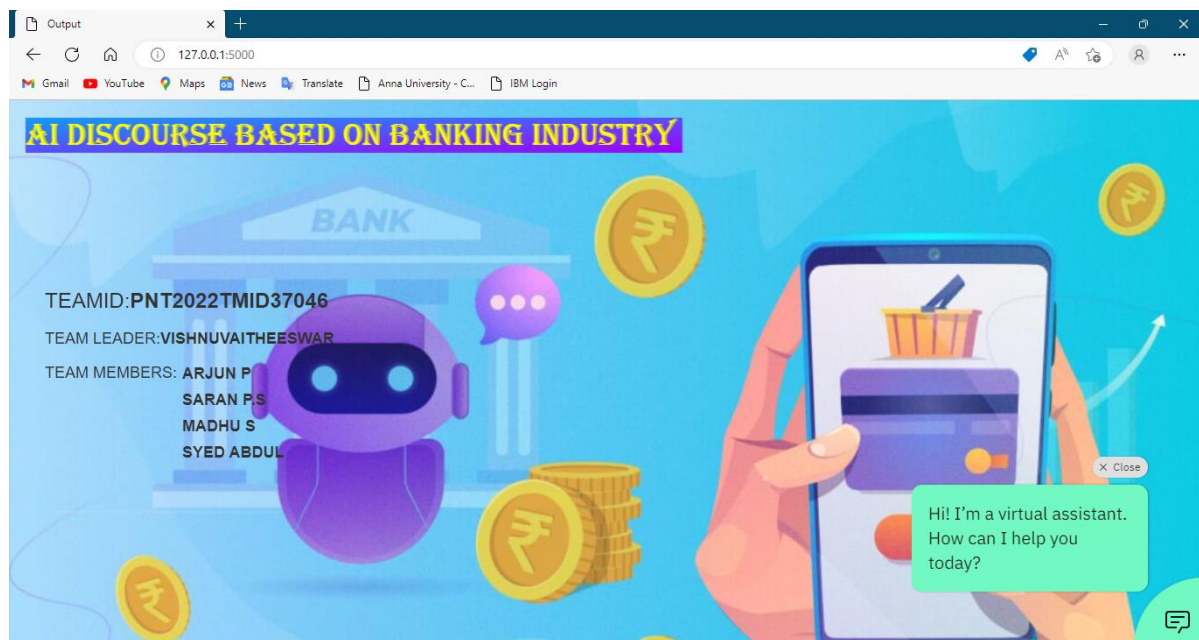 Output
127.0.0.1:5000
Gmail YouTube Maps News Translate Anna University - C... IBM Login
AI DISCOURSE BASED ON BANKING INDUSTRY
BANK
TEAMID:PNT2022TMID37046
TEAM LEADER:VISHNUVAITHEESWAR
TEAM MEMBERS: ARJUN P
SARAN P.S
MADHU S
SYED ABDUL
× Close
Hi! I'm a virtual assistant.
How can I help you
today?